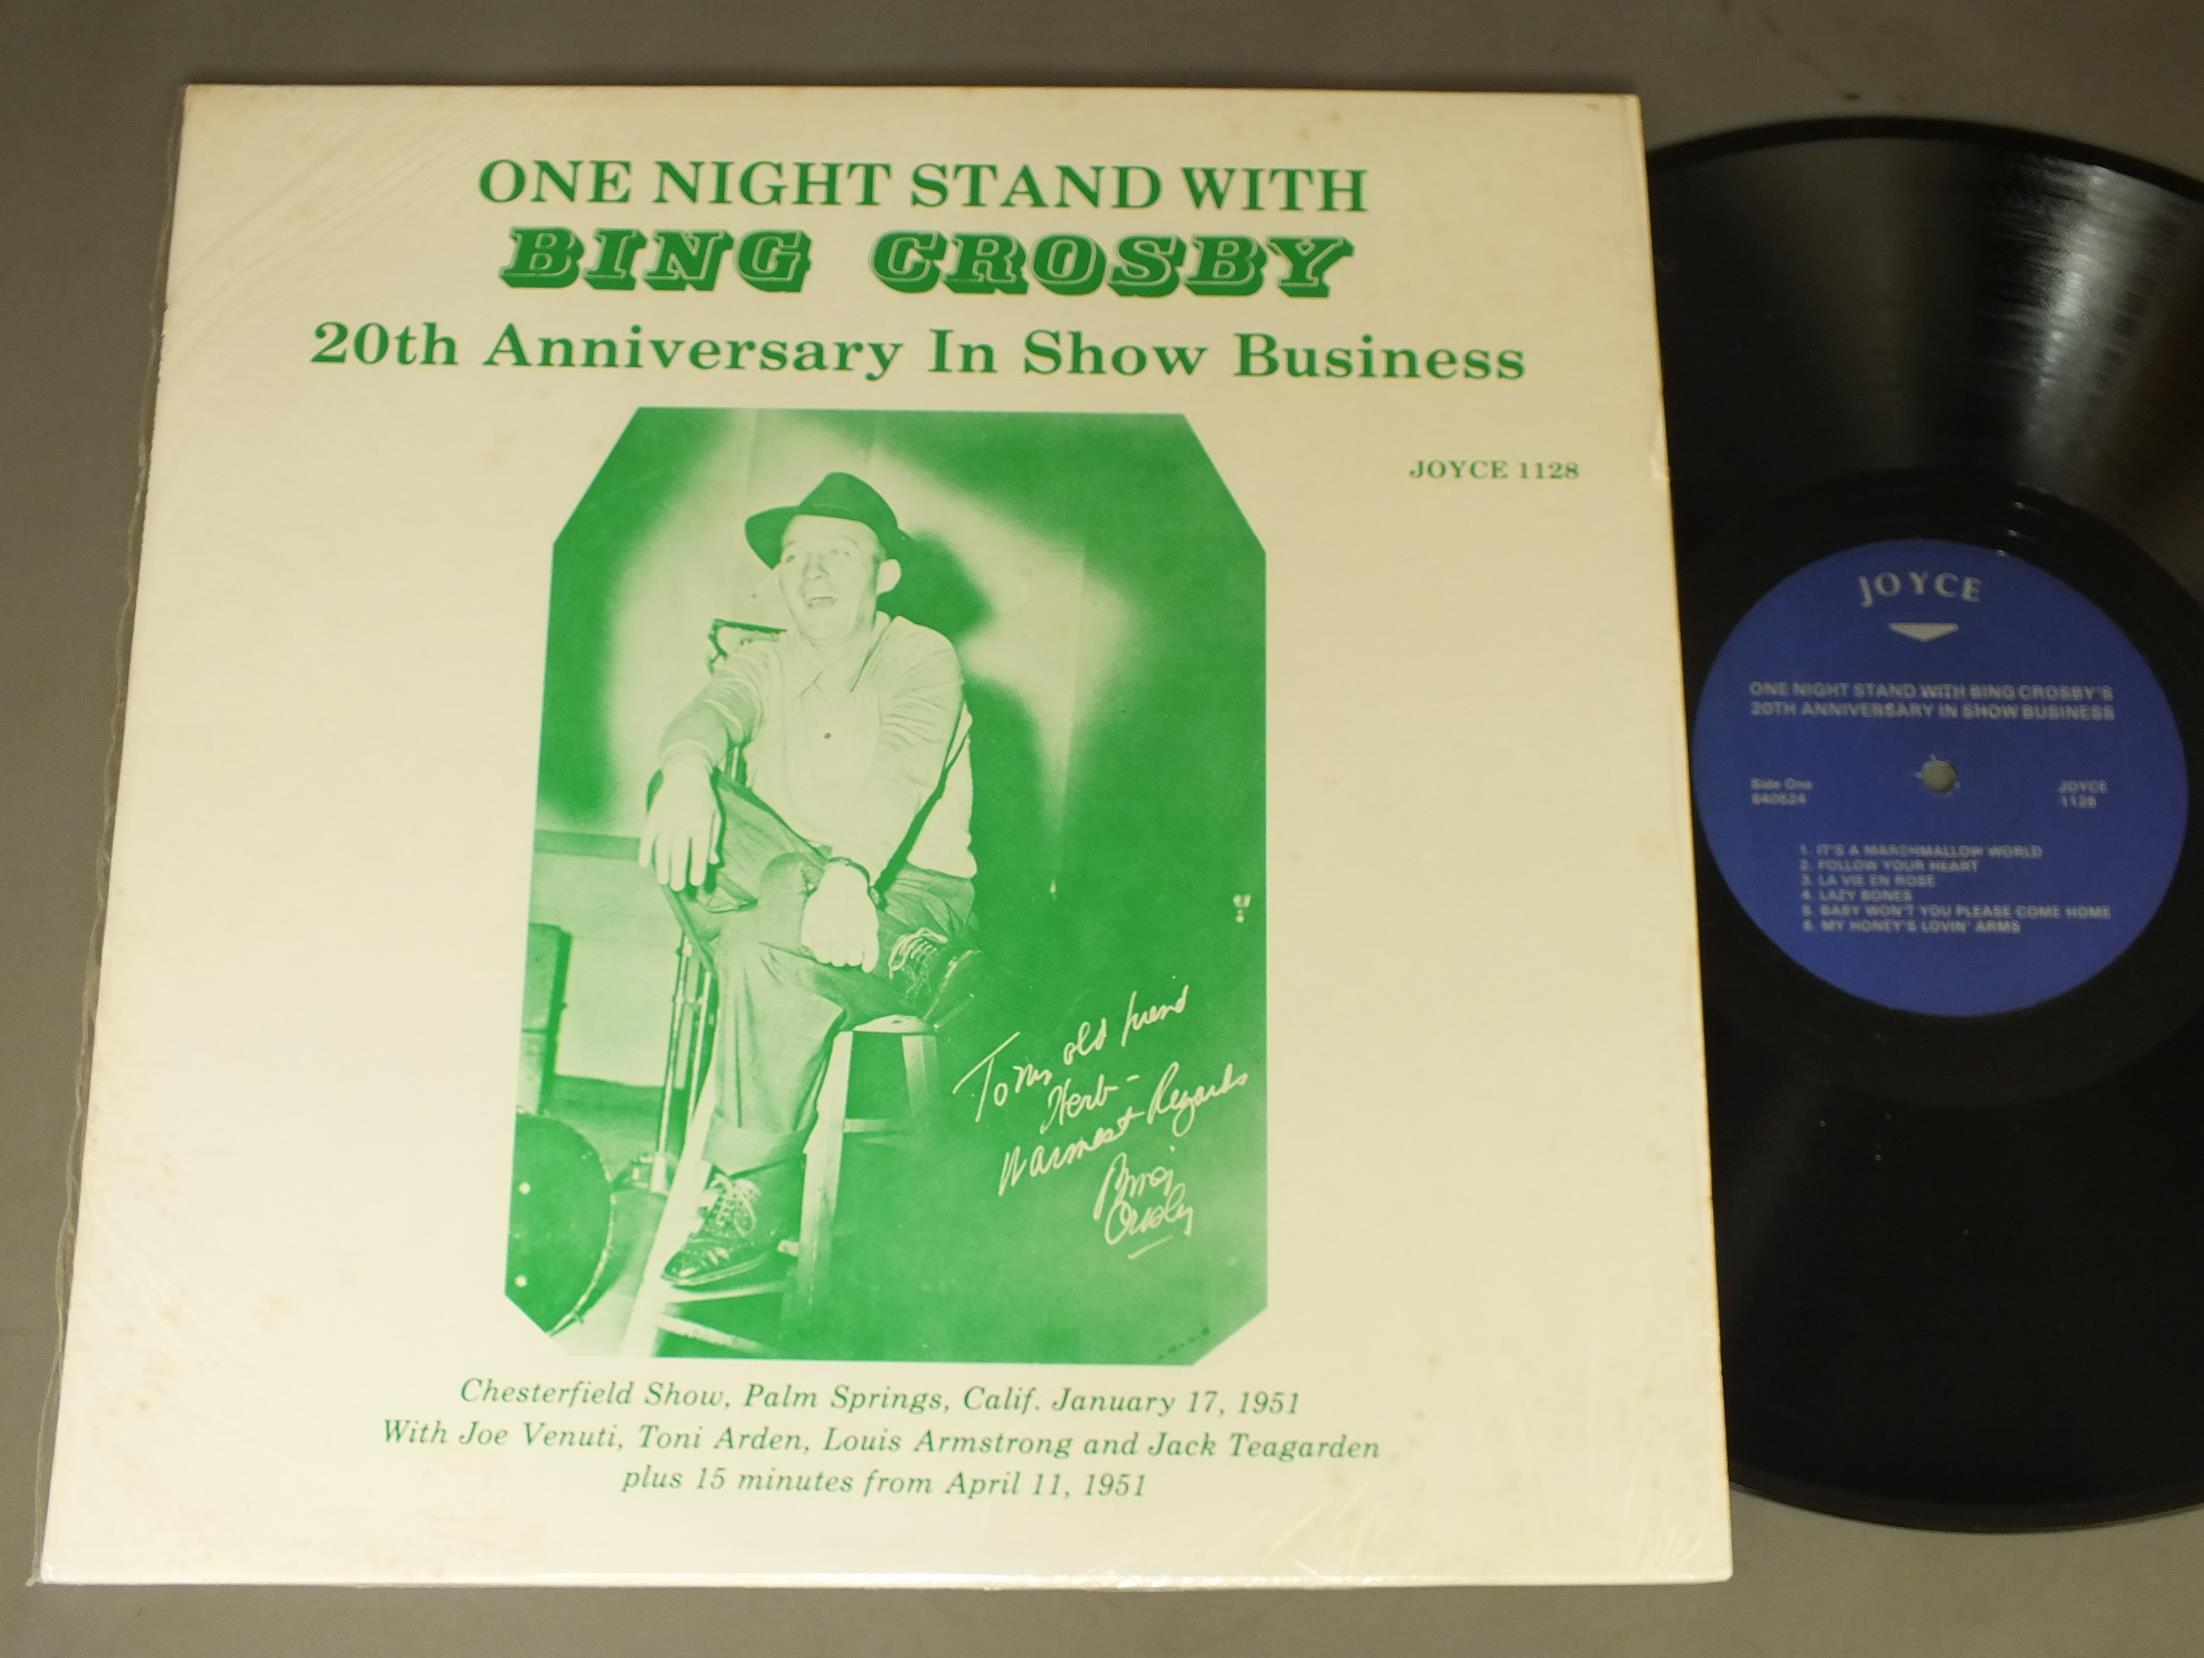 ONE NIGHT STAND WITH
BING CROSBY
20th Anniversary In Show Business
JOYCE 1128
To my old friend
Herb -
Warmest Regards
Bing
Crosby
Chesterfield Show, Palm Springs, Calif. January 17, 1951
With Joe Venuti, Toni Arden, Louis Armstrong and Jack Teagarden
plus 15 minutes from April 11, 1951
JOYCE
ONE NIGHT STAND WITH BING CROSBY'S
20TH ANNIVERSARY IN SHOW BUSINESS
Side One
840524
JOYCE
1128
1. IT'S A MARSHMALLOW WORLD
2. FOLLOW YOUR HEART
3. LA VIE EN ROSE
4. LAZY BONES
5. BABY WON'T YOU PLEASE COME HOME
6. MY HONEY'S LOVIN' ARMS